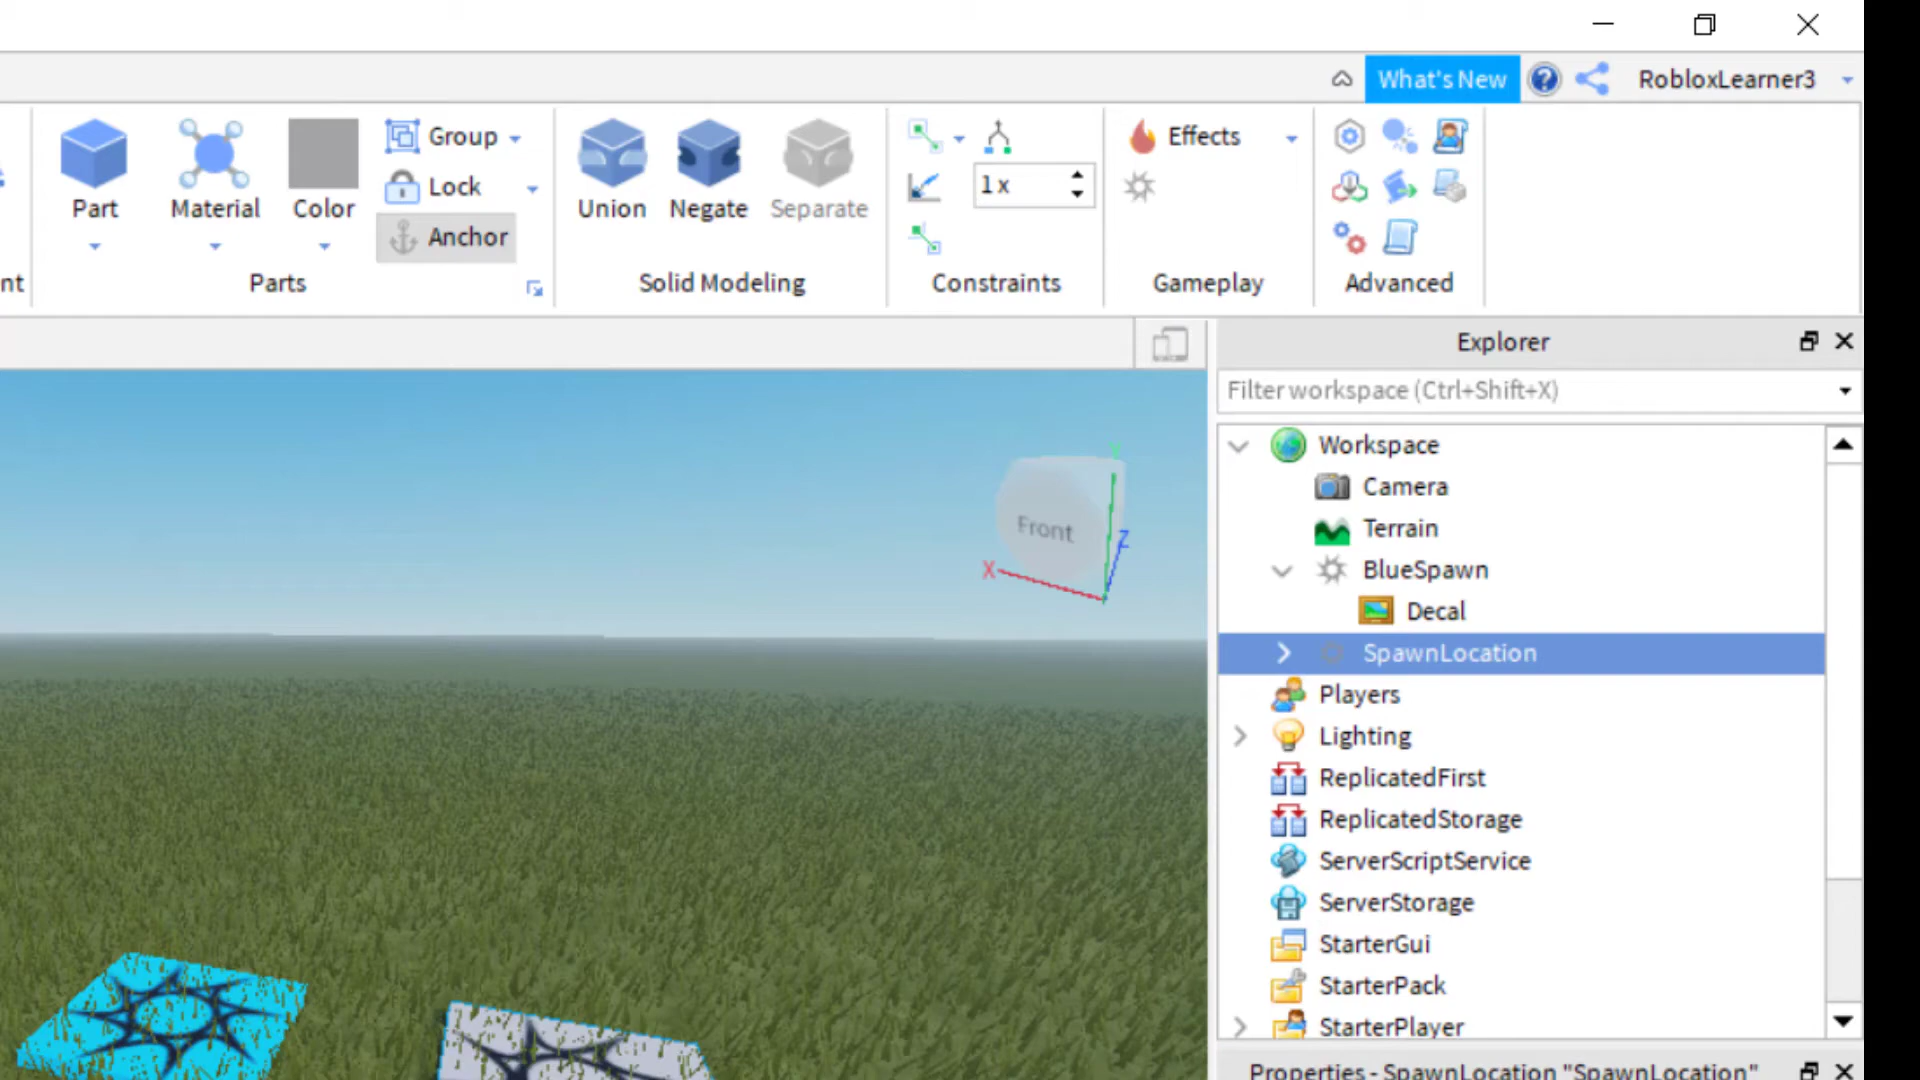 What's New
RobloxLearner3
Group
Effects
Lock
1 x
Part
Material
Color
Union
Negate
Separate
Anchor
nt
Parts
Solid Modeling
Constraints
Gameplay
Advanced
Explorer
Filter workspace (Ctrl+Shift+X)
Workspace
Camera
Terrain
Front
X
Y
Z
BlueSpawn
Decal
SpawnLocation
Players
Lighting
ReplicatedFirst
ReplicatedStorage
ServerScriptService
ServerStorage
StarterGui
StarterPack
StarterPlayer
Properties - SpawnLocation "SpawnLocation"